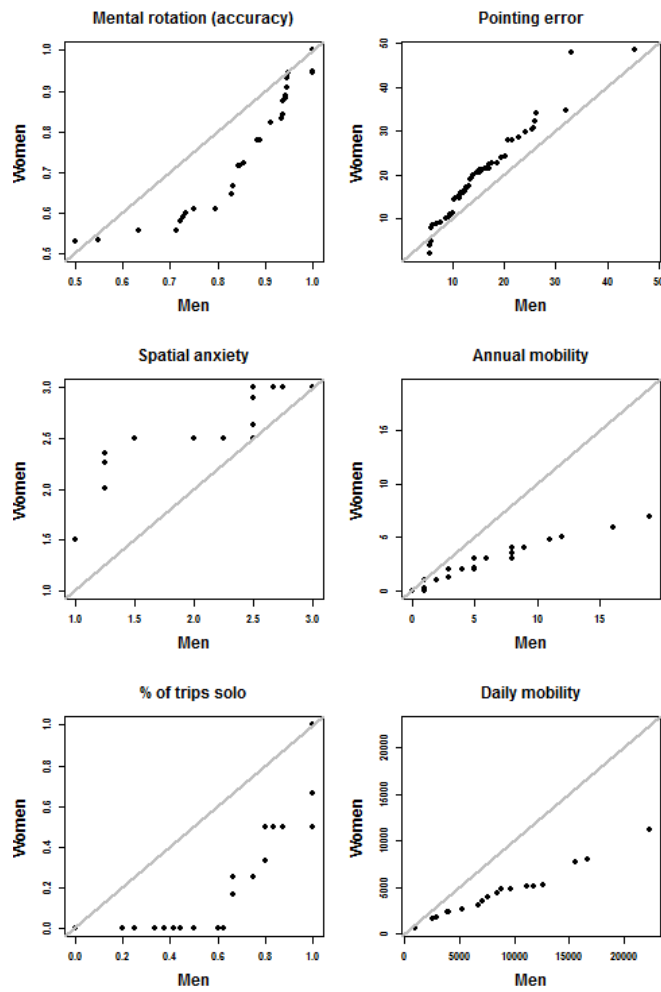 Mental rotation (accuracy)
Women
1.0
0.9
0.8
0.7
0.6
0.5
0.5 0.6 0.7 0.8 0.9 1.0
Men
Pointing error
Women
50
40
30
20
10
10 20 30 40 50
Men
Spatial anxiety
Women
3.0
2.5
2.0
1.5
1.0
1.0 1.5 2.0 2.5 3.0
Men
Annual mobility
Women
15
10
5
0
0 5 10 15
Men
% of trips solo
Women
1.0
0.8
0.6
0.4
0.2
0.0
0.0 0.2 0.4 0.6 0.8 1.0
Men
Daily mobility
Women
20000
15000
10000
5000
0
0 5000 10000 15000 20000
Men